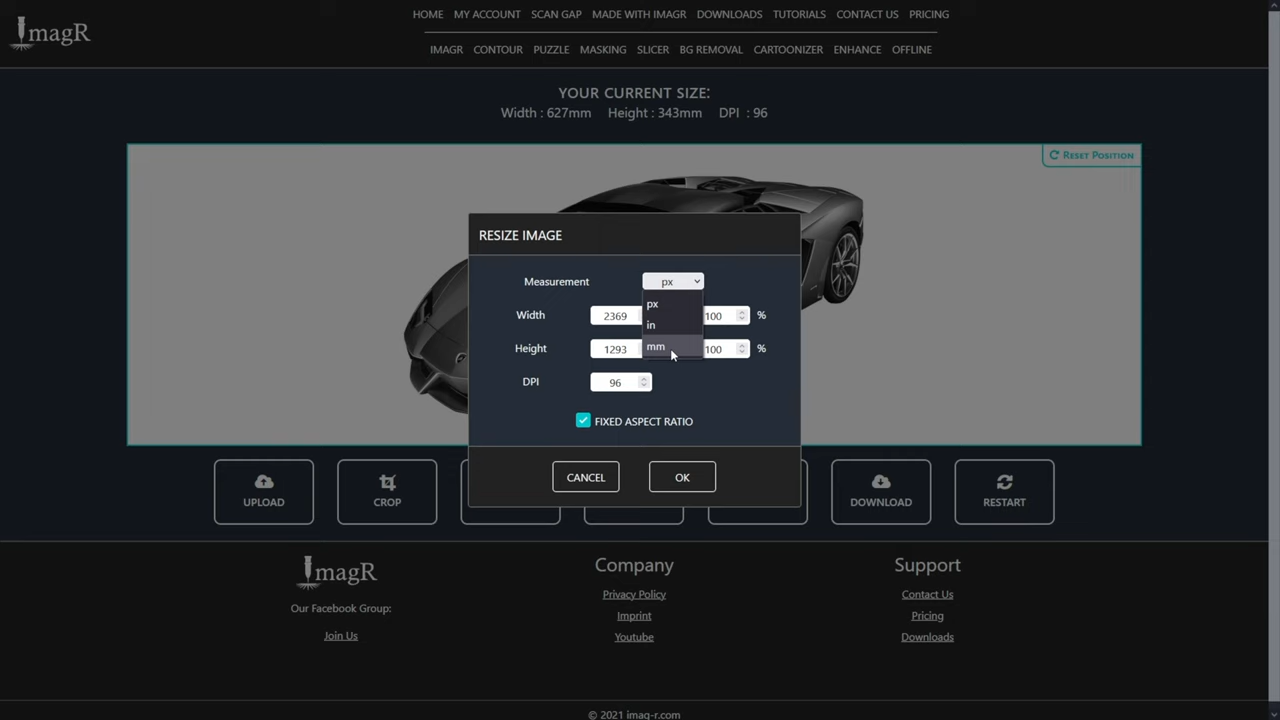 ImagR
HOME MY ACCOUNT SCAN GAP MADE WITH IMAGR DOWNLOADS TUTORIALS CONTACT US PRICING
IMAGR CONTOUR PUZZLE MASKING SLICER BG REMOVAL CARTOONIZER ENHANCE OFFLINE
YOUR CURRENT SIZE:
Width : 627mm Height : 343mm DPI : 96
RESET POSITION
RESIZE IMAGE
Measurement px
px
in
mm
Width 2369 100 %
Height 1293 100 %
DPI 96
FIXED ASPECT RATIO
CANCEL OK
UPLOAD CROP DOWNLOAD RESTART
ImagR
Our Facebook Group:
Join Us
Company
Privacy Policy
Imprint
Youtube
Support
Contact Us
Pricing
Downloads
© 2021 imag-r.com